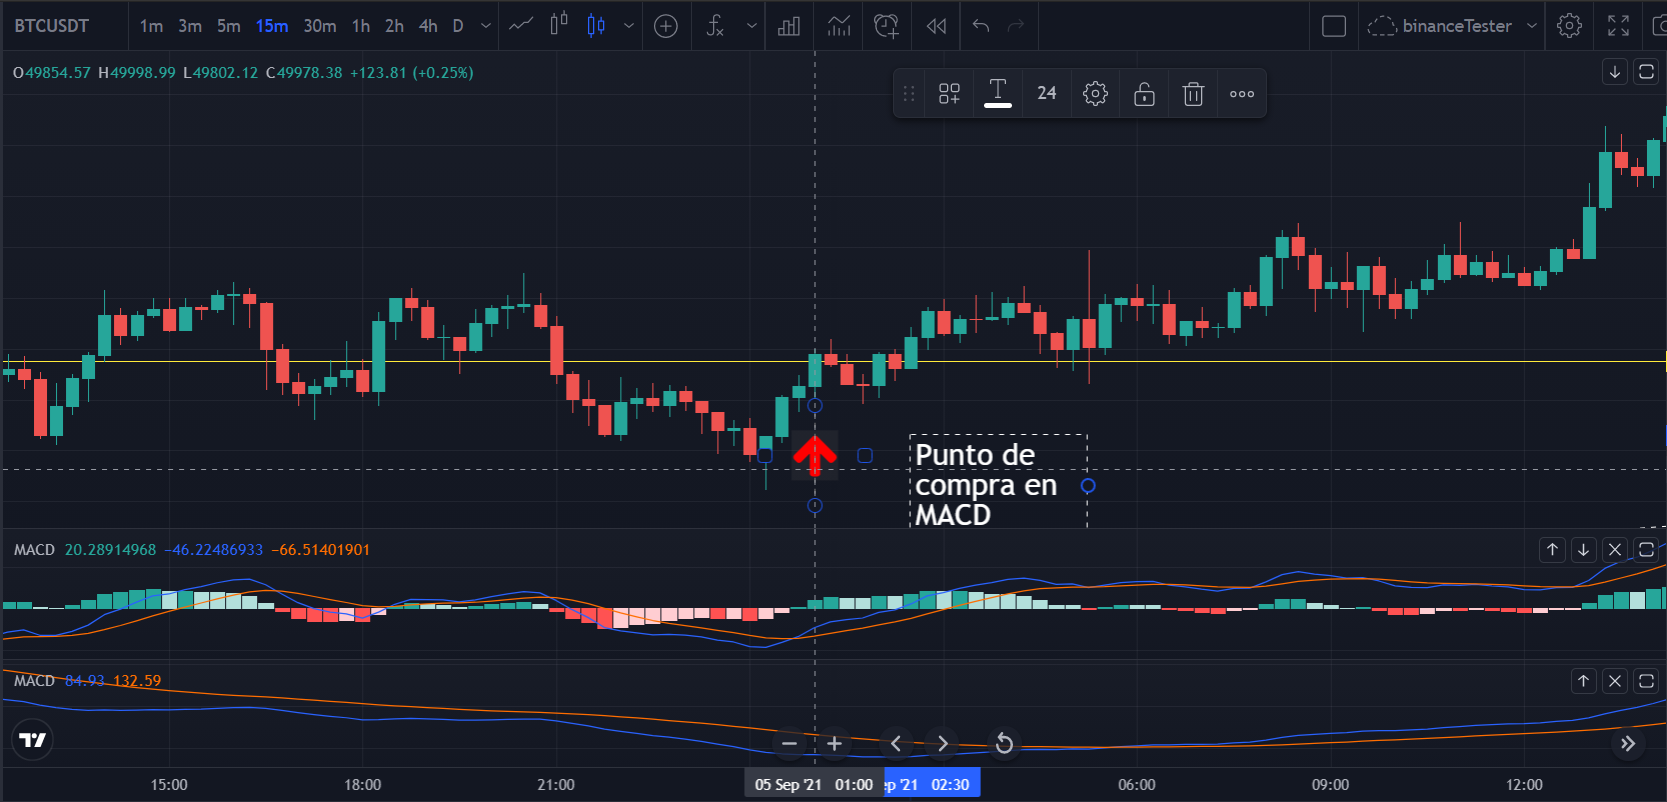 BTCUSDT 1m 3m 5m 15m 30m 1h 2h 4h D binanceTester
O49854.57 H49998.99 L49802.12 C49978.38 +123.81 (+0.25%)
24
Punto de
compra en
MACD
MACD 20.28914968 −46.22486933 −66.51401901
MACD 84.93 132.59
15:00 18:00 21:00 05 Sep '21 01:00 ep '21 02:30 06:00 09:00 12:00